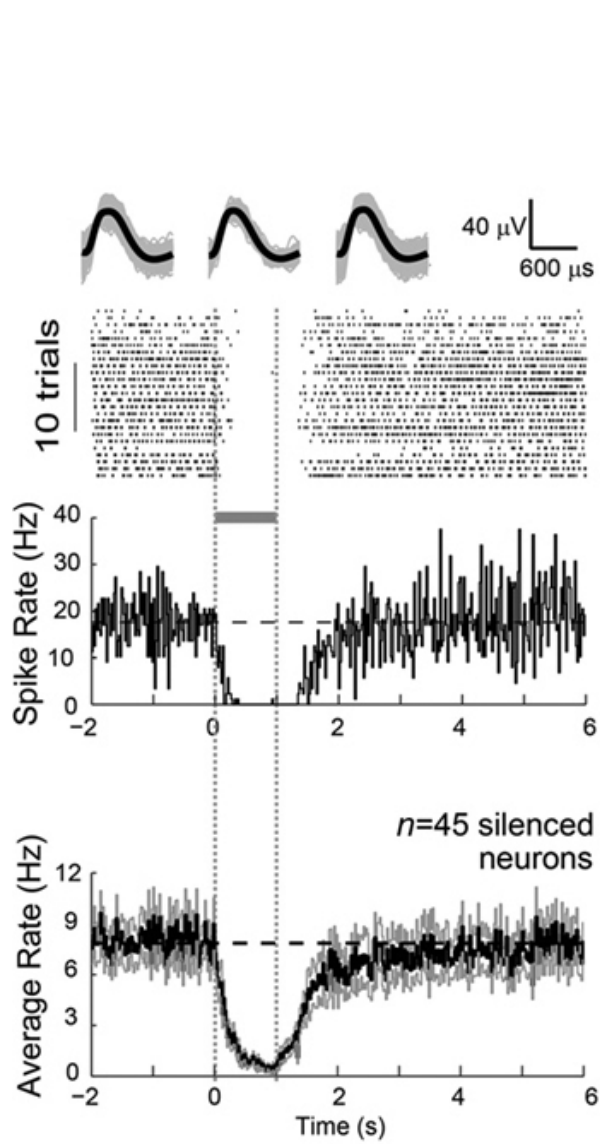 40 μV
600 μs
10 trials
40
30
20
10
0
Spike Rate (Hz)
−2 0 2 4 6
n=45 silenced
neurons
12
9
6
3
0
Average Rate (Hz)
−2 0 2 4 6
Time (s)